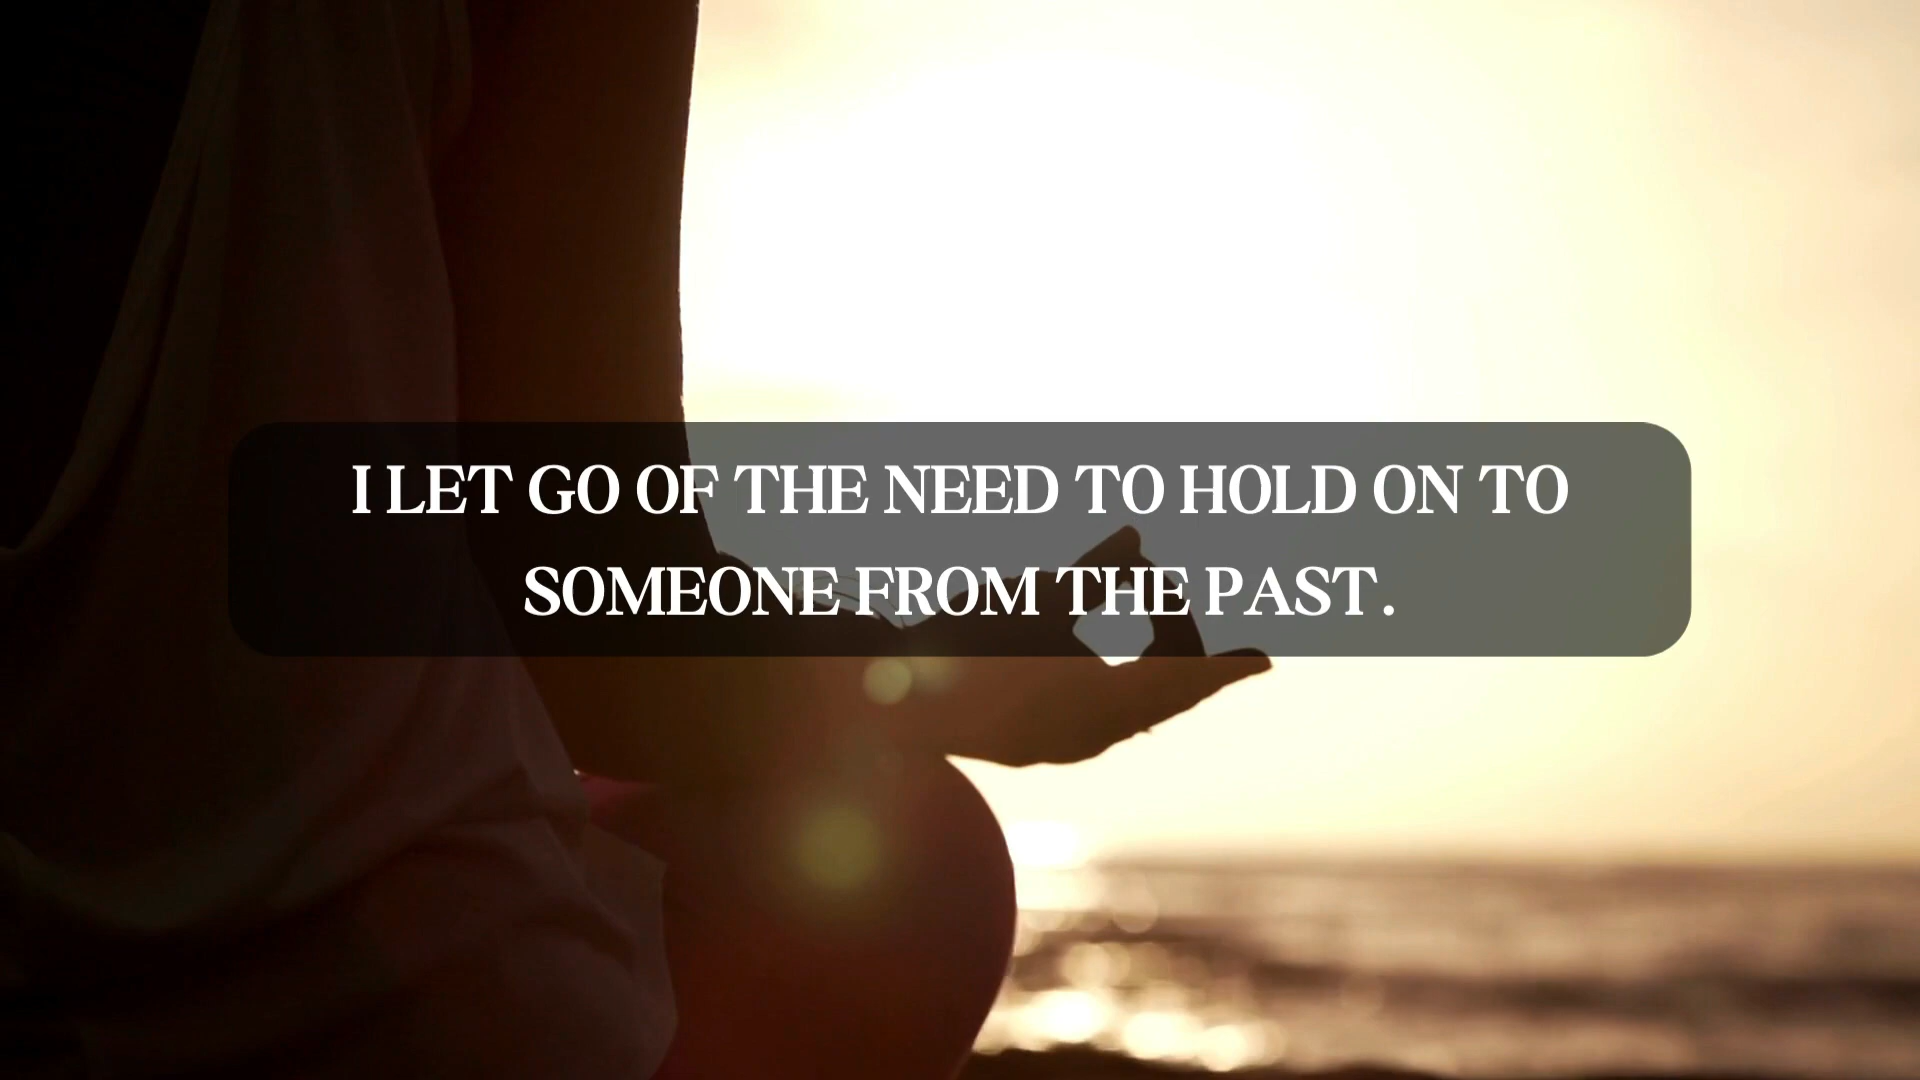 I LET GO OF THE NEED TO HOLD ON TO
SOMEONE FROM THE PAST.